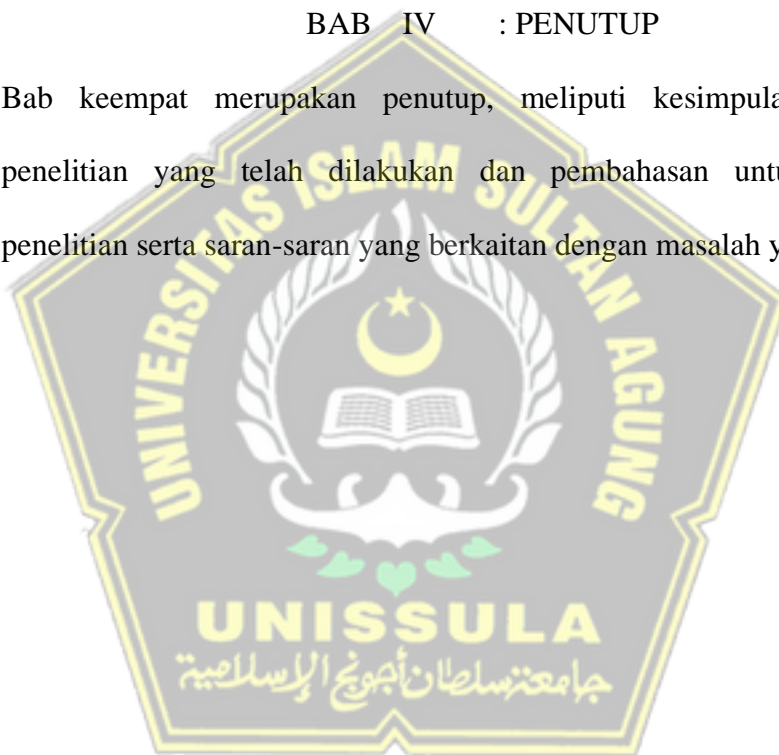 BAB IV : PENUTUP
Bab keempat merupakan penutup, meliputi
penelitian yang telah dilakukan dan pembahasan
penelitian serta saran-saran yang berkaitan dengan masalah
UNIVERSITAS ISLAM SULTAN AGUNG
UNISSULA
جامعة سلطان أجونج الإسلامية